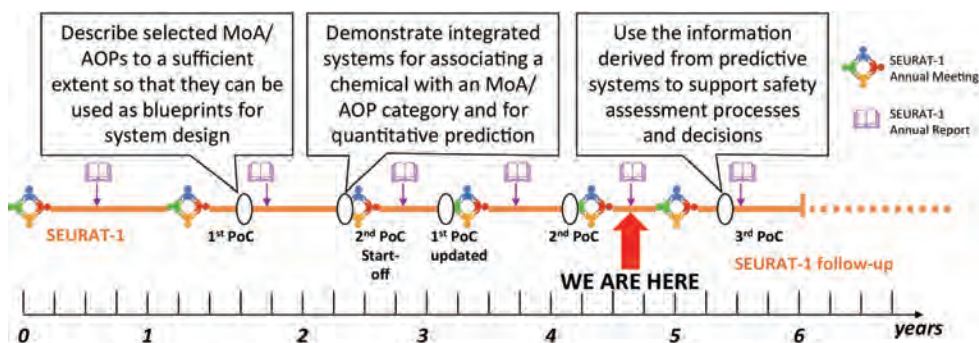 Describe selected MoA/
AOPs to a sufficient
extent so that they can be
used as blueprints for
system design
Demonstrate integrated
systems for associating a
chemical with an MoA/
AOP category and for
quantitative prediction
Use the information
derived from predictive
systems to support safety
assessment processes
and decisions
SEURAT-1
Annual Meeting
SEURAT-1
Annual Report
SEURAT-1
1st PoC
2nd PoC
Start-
off
1st PoC
updated
2nd PoC
3rd PoC
WE ARE HERE
SEURAT-1 follow-up
0 1 2 3 4 5 6 years